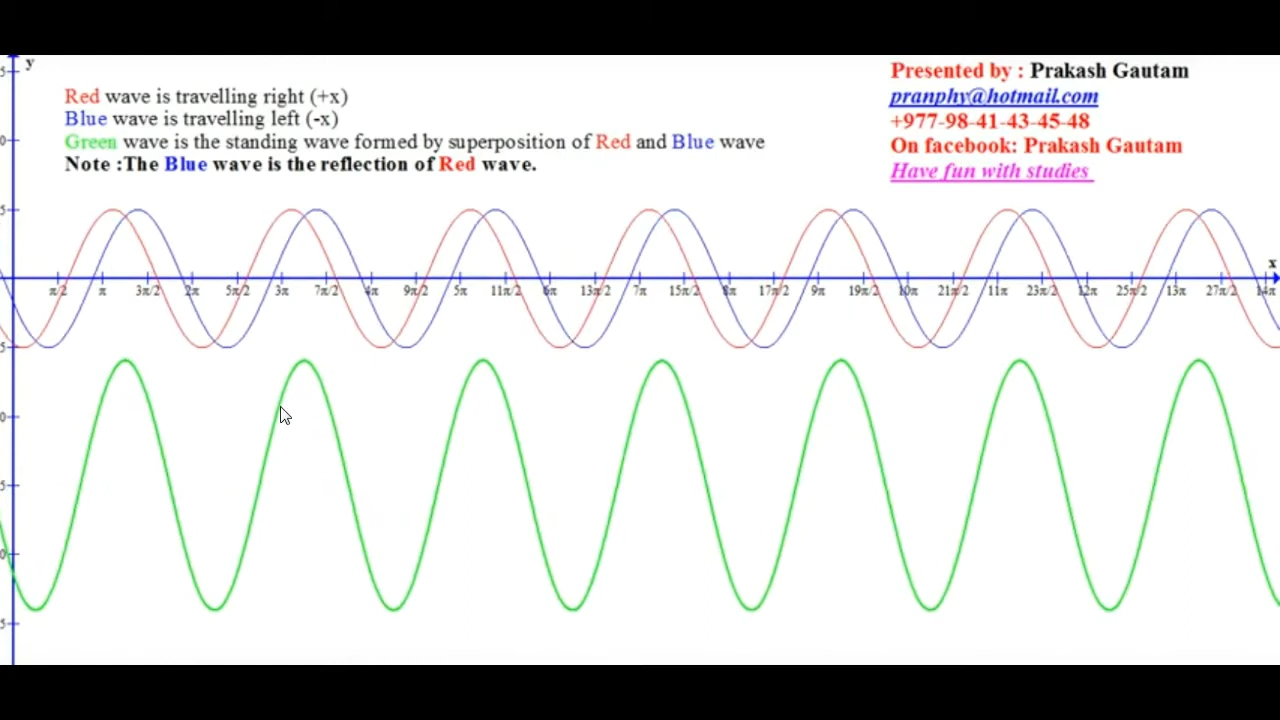 y
Red wave is travelling right (+x)
Blue wave is travelling left (-x)
Green wave is the standing wave formed by superposition of Red and Blue wave
Note :The Blue wave is the reflection of Red wave.
Presented by : Prakash Gautam
pranphy@hotmail.com
+977-98-41-43-45-48
On facebook: Prakash Gautam
Have fun with studies
x
π/2 π 3π/2 2π 5π/2 3π 7π/2 4π 9π/2 5π 11π/2 6π 13π/2 7π 15π/2 8π 17π/2 9π 19π/2 10π 21π/2 11π 23π/2 12π 25π/2 13π 27π/2 14π